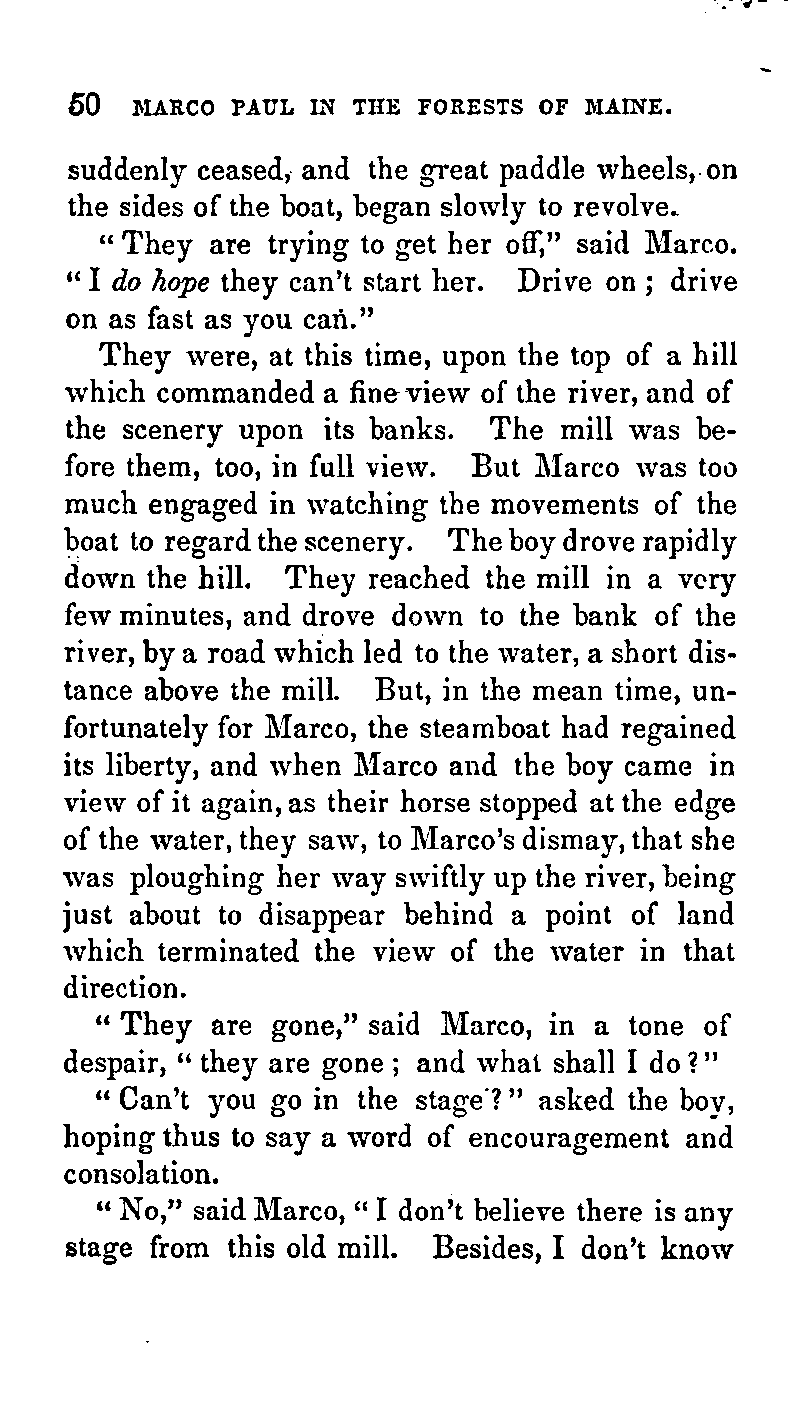 50 MARCO PAUL IN THE FORESTS OF MAINE.
suddenly ceased, and the great paddle wheels, on
the sides of the boat, began slowly to revolve.
“ They are trying to get her off,” said Marco.
“ I do hope they can’t start her. Drive on ; drive
on as fast as you can.”
They were, at this time, upon the top of a hill
which commanded a fine view of the river, and of
the scenery upon its banks. The mill was be-
fore them, too, in full view. But Marco was too
much engaged in watching the movements of the
boat to regard the scenery. The boy drove rapidly
down the hill. They reached the mill in a very
few minutes, and drove down to the bank of the
river, by a road which led to the water, a short dis-
tance above the mill. But, in the mean time, un-
fortunately for Marco, the steamboat had regained
its liberty, and when Marco and the boy came in
view of it again, as their horse stopped at the edge
of the water, they saw, to Marco’s dismay, that she
was ploughing her way swiftly up the river, being
just about to disappear behind a point of land
which terminated the view of the water in that
direction.
“ They are gone,” said Marco, in a tone of
despair, “ they are gone ; and what shall I do ?”
“ Can’t you go in the stage ?” asked the boy,
hoping thus to say a word of encouragement and
consolation.
“ No,” said Marco, “ I don’t believe there is any
stage from this old mill. Besides, I don’t know